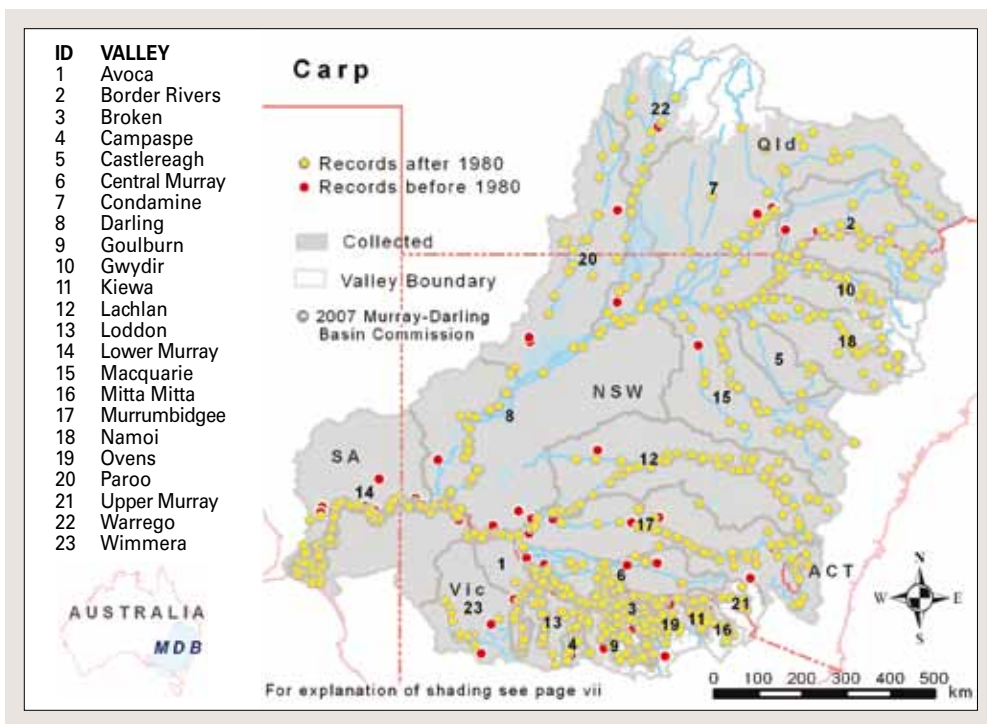 ID VALLEY
1 Avoca
2 Border Rivers
3 Broken
4 Campaspe
5 Castlereagh
6 Central Murray
7 Condamine
8 Darling
9 Goulburn
10 Gwydir
11 Kiewa
12 Lachlan
13 Loddon
14 Lower Murray
15 Macquarie
16 Mitta Mitta
17 Murrumbidgee
18 Namoi
19 Ovens
20 Paroo
21 Upper Murray
22 Warrego
23 Wimmera
AUSTRALIA
MDB
Carp
Records after 1980
Records before 1980
Collected
Valley Boundary
© 2007 Murray-Darling
Basin Commission
22
Qld
7
2
20
10
18
5
NSW
15
8
12
SA
14
17
1
6
ACT
Vic
23
21
3
13
19
11
16
4
9
N
W E
S
For explanation of shading see page vii
0 100 200 300 400 500
km